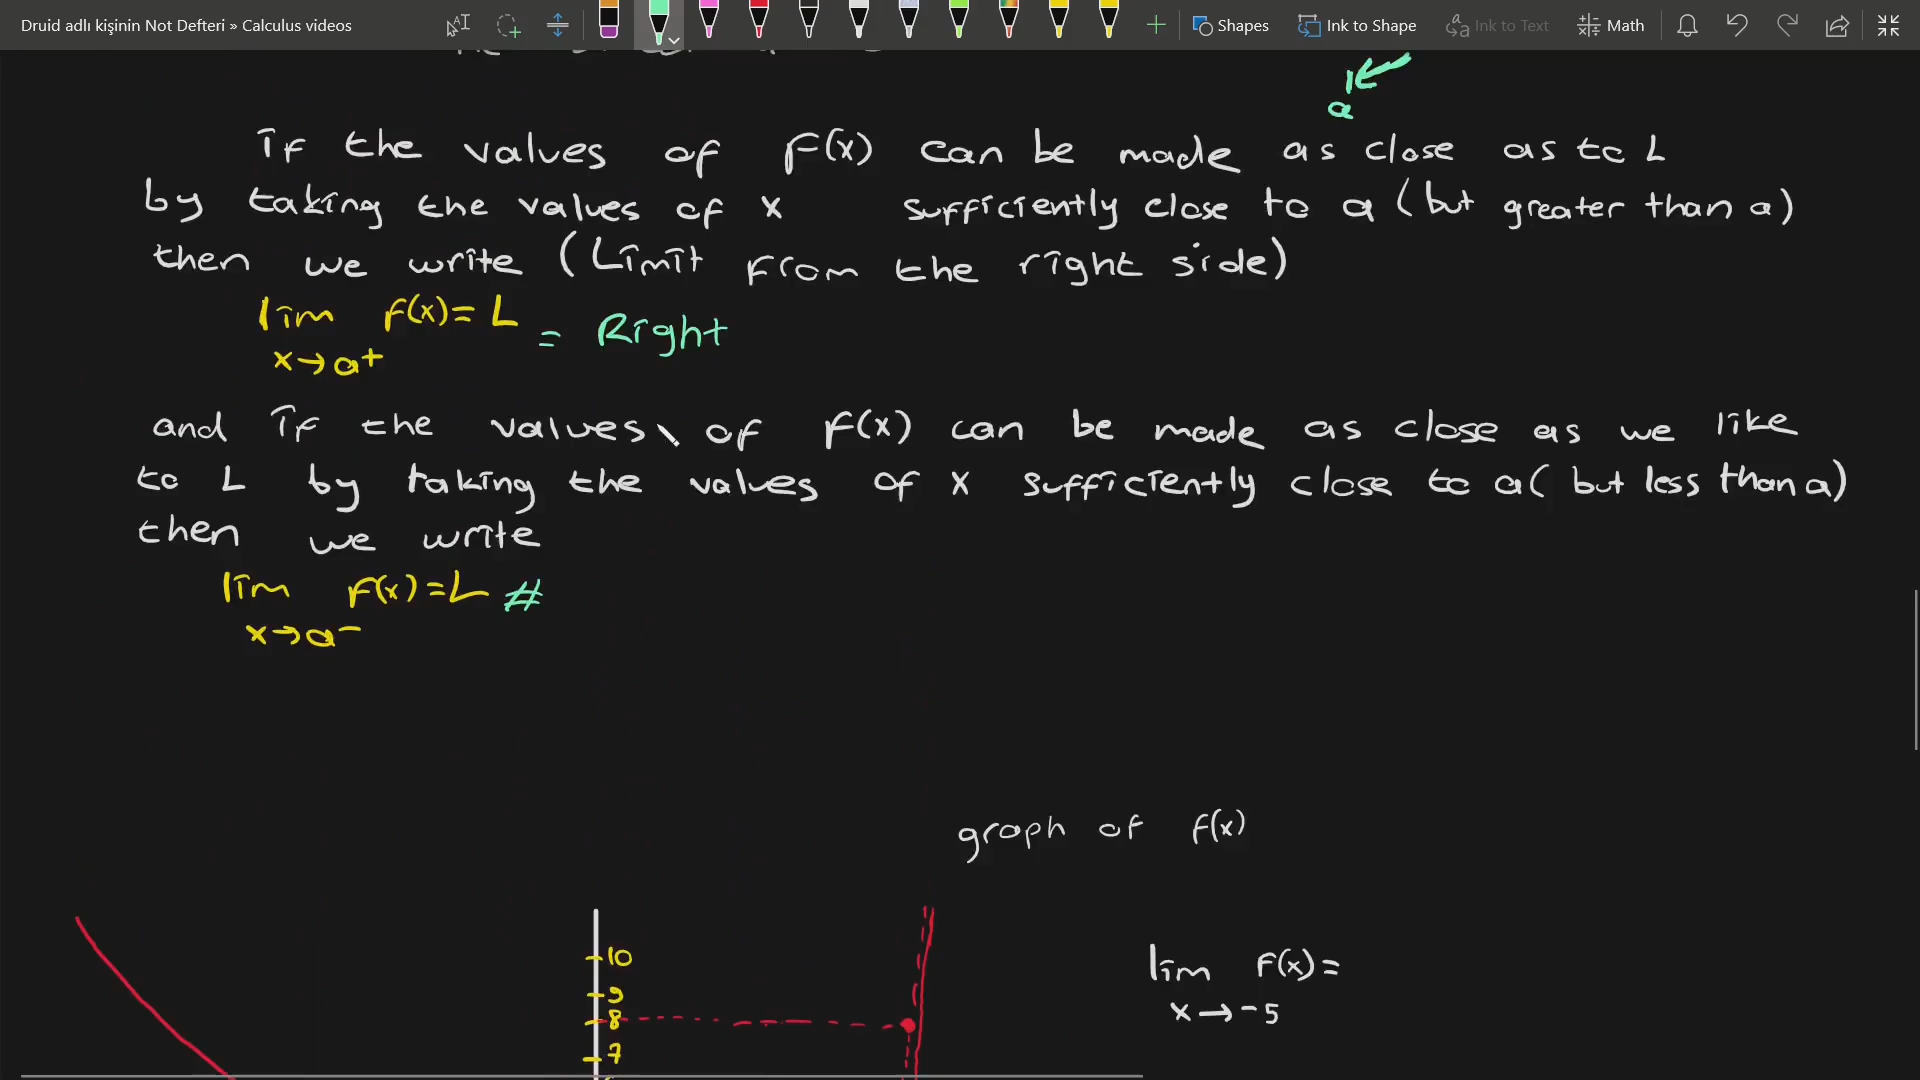 Druid adlı kişinin Not Defteri » Calculus videos
Shapes
Ink to Shape
Ink to Text
Math
a
If the values of f(x) can be made as close as to L
by taking the values of x sufficiently close to a (but greater than a)
then we write (Limit from the right side)
lim f(x) = L = Right
x→a+
and if the values of f(x) can be made as close as we like
to L by taking the values of x sufficiently close to a (but less than a)
then we write
lim f(x) = L #
x→a-
graph of f(x)
10
9
8
7
lim f(x) =
x→-5